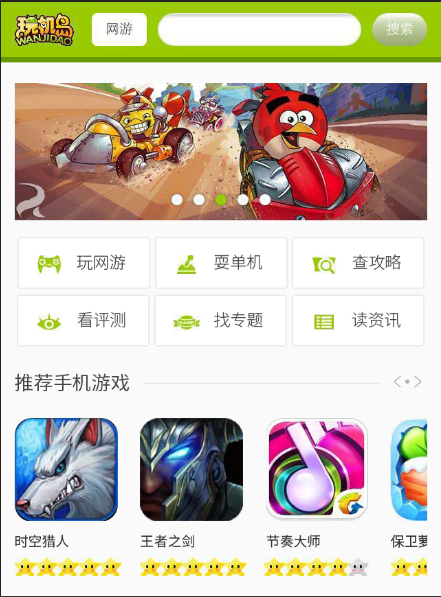 玩机岛
WANJIDAO
网游
搜索
玩网游
耍单机
查攻略
看评测
找专题
读资讯
推荐手机游戏
时空猎人
王者之剑
节奏大师
保卫萝